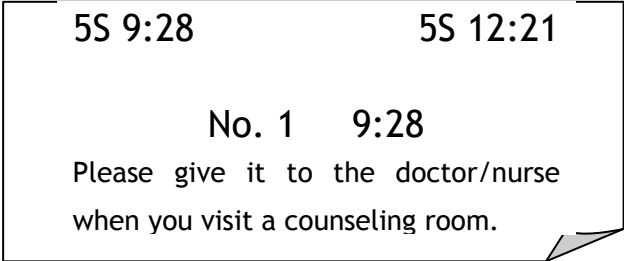 5S 9:28 5S 12:21
No. 1 9:28
Please give it to the doctor/nurse
when you visit a counseling room.